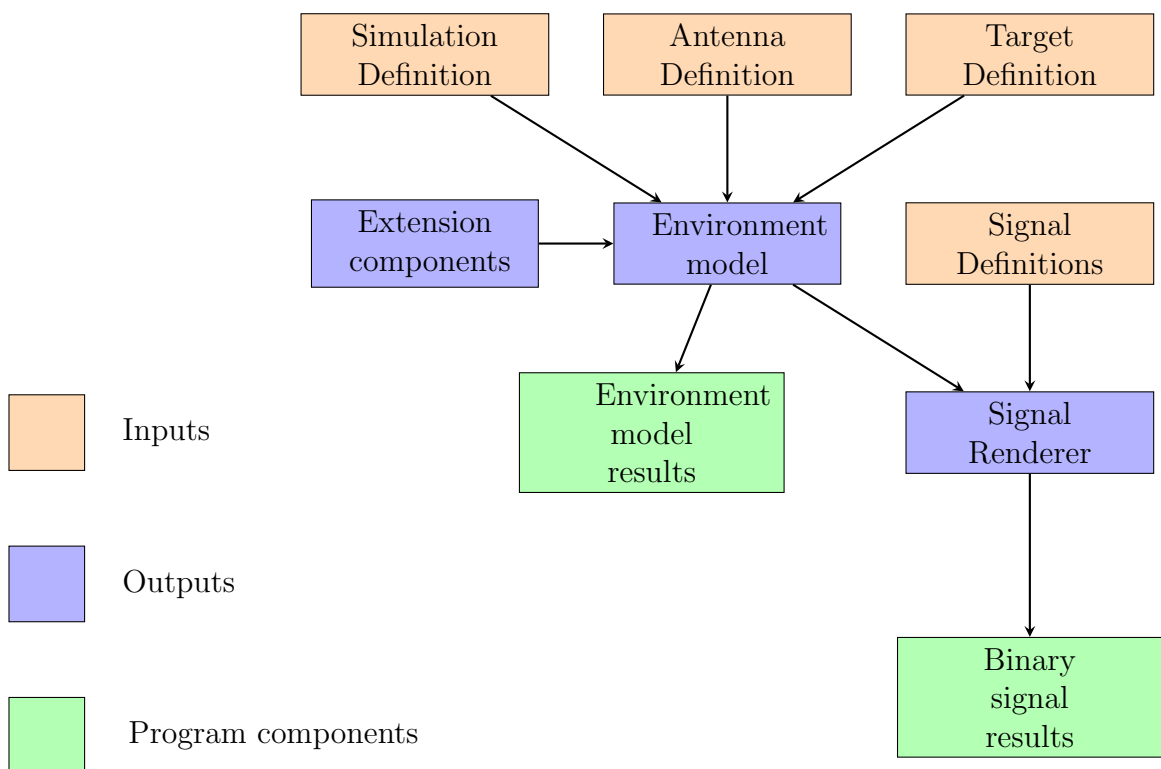 Simulation
Definition
Antenna
Definition
Target
Definition
Extension
components
Environment
model
Signal
Definitions
Environment
model
results
Signal
Renderer
Inputs
Outputs
Binary
signal
results
Program components